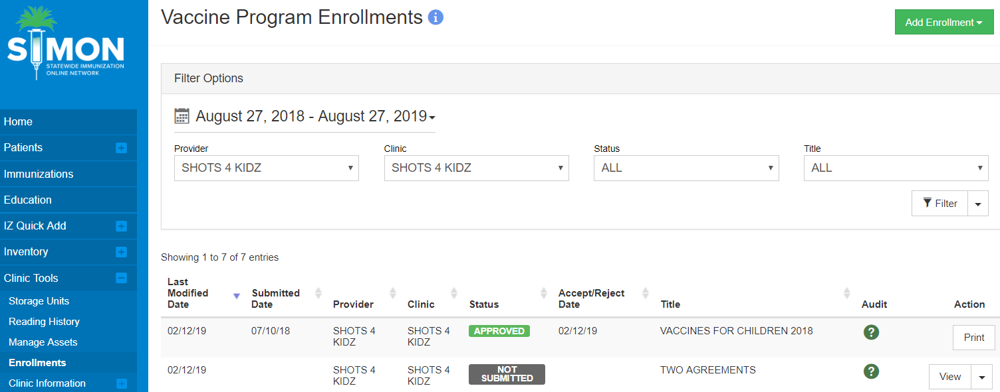 SIMON
STATEWIDE IMMUNIZATION
ONLINE NETWORK
Home
Patients
Immunizations
Education
IZ Quick Add
Inventory
Clinic Tools
Storage Units
Reading History
Manage Assets
Enrollments
Clinic Information
Vaccine Program Enrollments
Add Enrollment
Filter Options
August 27, 2018 - August 27, 2019
Provider Clinic Status Title
SHOTS 4 KIDZ SHOTS 4 KIDZ ALL ALL
Filter
Showing 1 to 7 of 7 entries
Last
Modified
Date
Submitted
Date
Provider
Clinic
Status
Accept/Reject
Date
Title
Audit
Action
02/12/19 07/10/18 SHOTS 4 SHOTS 4 APPROVED 02/12/19 VACCINES FOR CHILDREN 2018 ?
KIDZ KIDZ Print
02/12/19 SHOTS 4 SHOTS 4 NOT TWO AGREEMENTS ?
KIDZ KIDZ SUBMITTED View